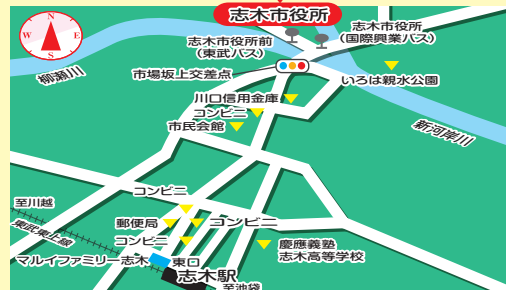 志木市役所
N
W
E
S
志木市役所前
(東武バス)
志木市役所
(国際興業バス)
柳瀬川
市場坂上交差点
いろは親水公園
川口信用金庫
コンビニ
市民会館
新河岸川
コンビニ
至川越
東武東上線
郵便局
コンビニ
コンビニ
慶應義塾
志木高等学校
マルイファミリー志木
東口
志木駅
至池袋